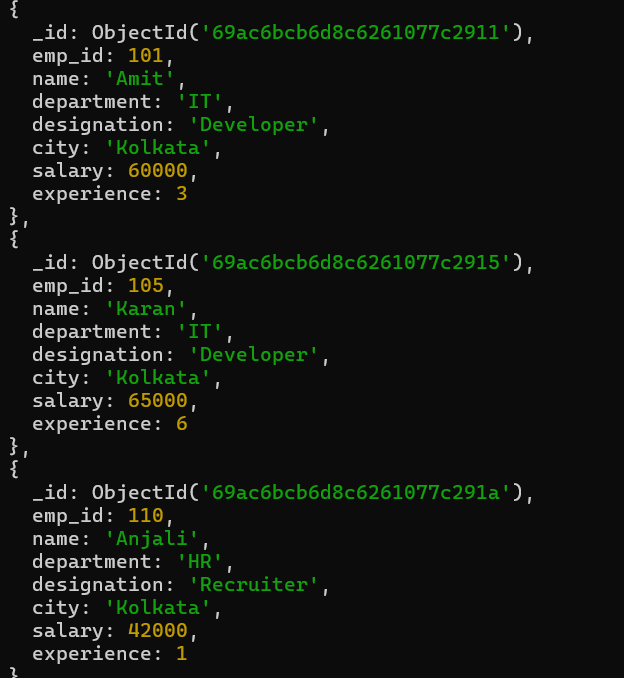 {
  _id: ObjectId('69ac6bcb6d8c6261077c2911'),
  emp_id: 101,
  name: 'Amit',
  department: 'IT',
  designation: 'Developer',
  city: 'Kolkata',
  salary: 60000,
  experience: 3
},
{
  _id: ObjectId('69ac6bcb6d8c6261077c2915'),
  emp_id: 105,
  name: 'Karan',
  department: 'IT',
  designation: 'Developer',
  city: 'Kolkata',
  salary: 65000,
  experience: 6
},
{
  _id: ObjectId('69ac6bcb6d8c6261077c291a'),
  emp_id: 110,
  name: 'Anjali',
  department: 'HR',
  designation: 'Recruiter',
  city: 'Kolkata',
  salary: 42000,
  experience: 1
}